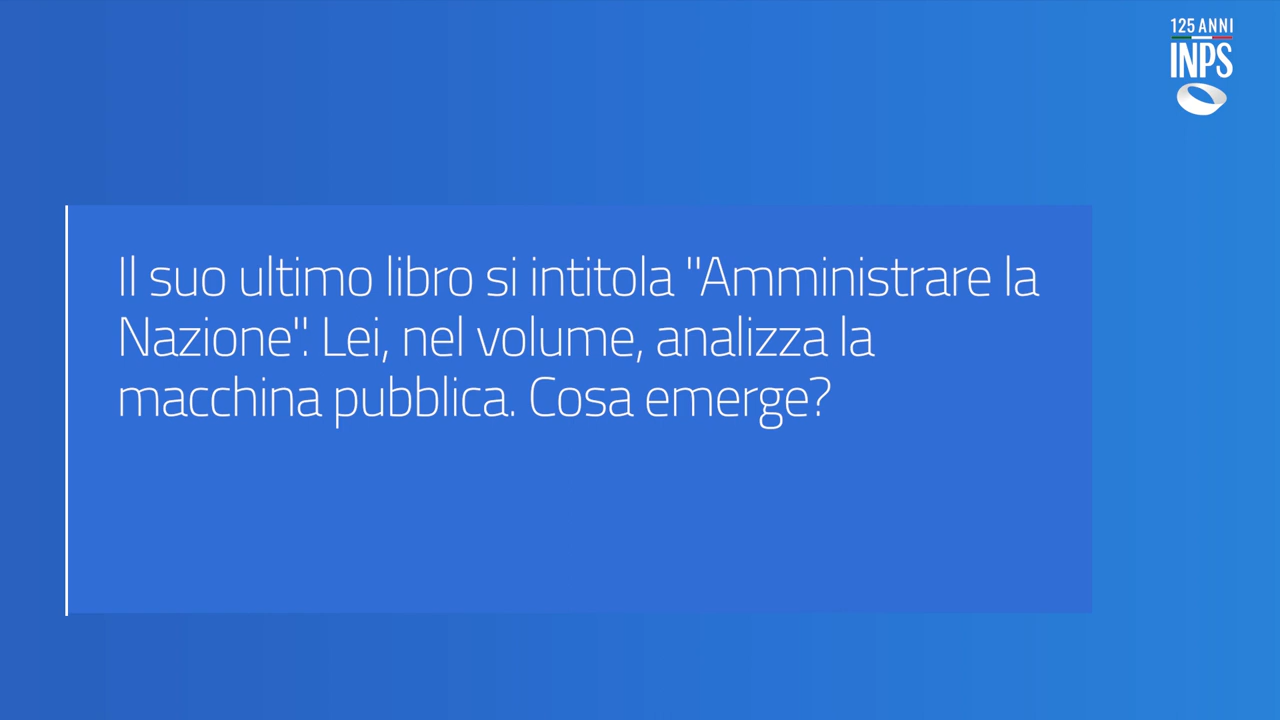 125 ANNI
INPS
Il suo ultimo libro si intitola "Amministrare la
Nazione". Lei, nel volume, analizza la
macchina pubblica. Cosa emerge?